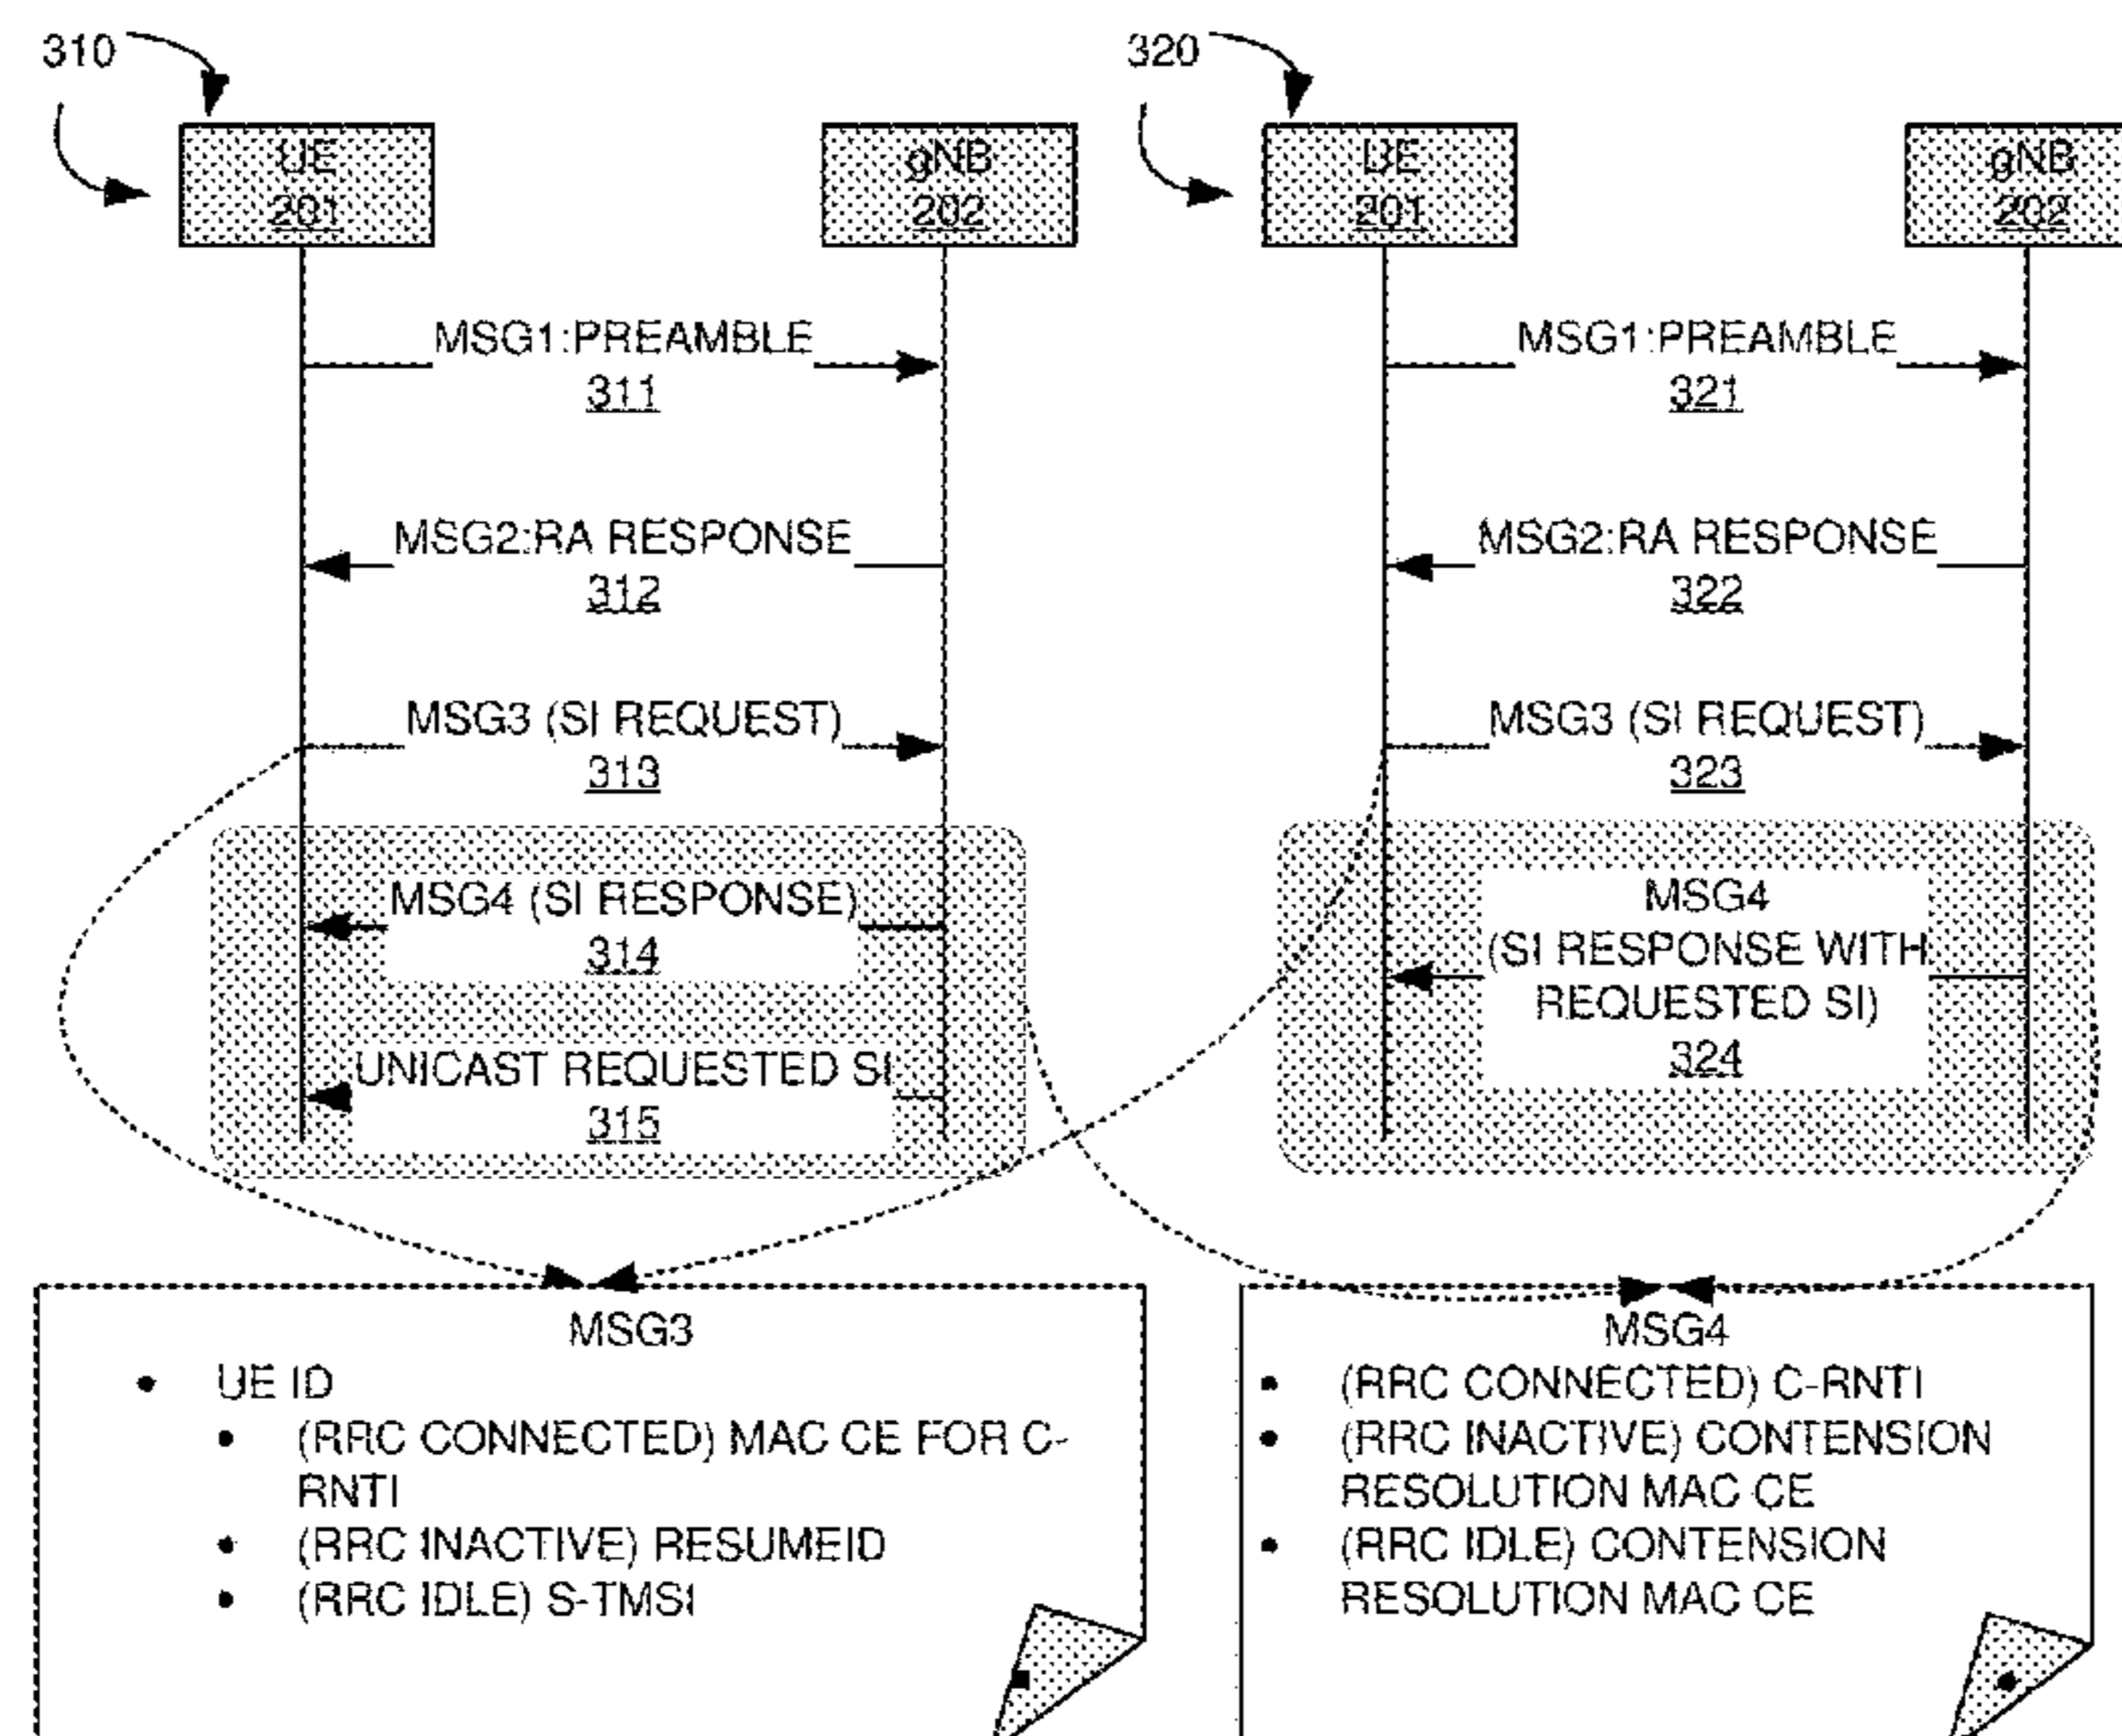 310
320
UE
201
gNB
202
UE
201
gNB
202
MSG1:PREAMBLE
311
MSG2:RA RESPONSE
312
MSG3 (SI REQUEST)
313
MSG4 (SI RESPONSE)
314
UNICAST REQUESTED SI
315
MSG1:PREAMBLE
321
MSG2:RA RESPONSE
322
MSG3 (SI REQUEST)
323
MSG4
(SI RESPONSE WITH
REQUESTED SI)
324
MSG3
• UE ID
• (RRC CONNECTED) MAC CE FOR C-
RNTI
• (RRC INACTIVE) RESUMEID
• (RRC IDLE) S-TMSI
MSG4
• (RRC CONNECTED) C-RNTI
• (RRC INACTIVE) CONTENSION
RESOLUTION MAC CE
• (RRC IDLE) CONTENSION
RESOLUTION MAC CE